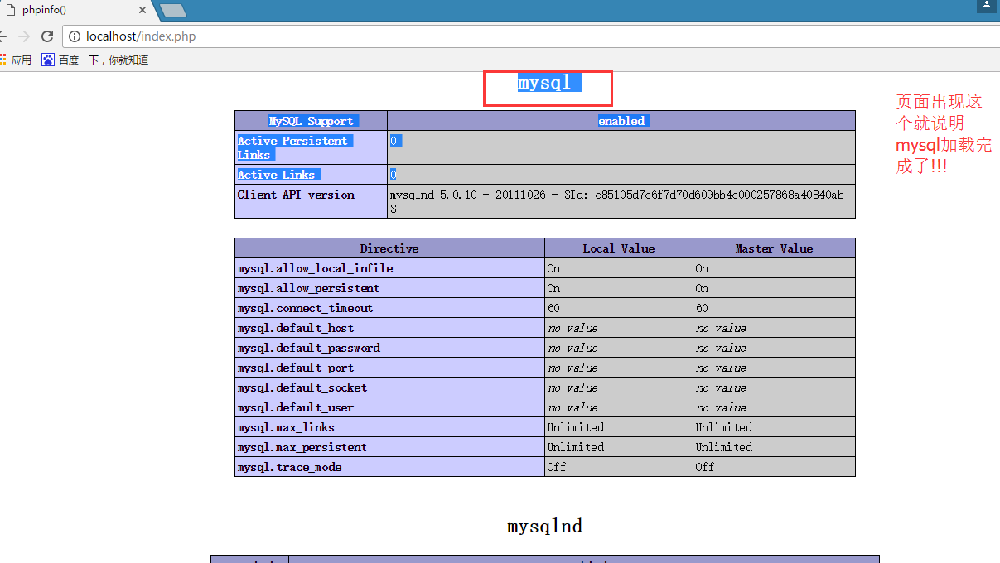 phpinfo()
localhost/index.php
应用 百度一下，你就知道
mysql
MySQL Support enabled
Active Persistent
Links 0
Active Links 0
Client API version mysqlnd 5.0.10 - 20111026 - $Id: c85105d7c6f7d70d609bb4c000257868a40840ab
$
页面出现这
个就说明
mysql加载完
成了!!!
Directive Local Value Master Value
mysql.allow_local_infile On On
mysql.allow_persistent On On
mysql.connect_timeout 60 60
mysql.default_host no value no value
mysql.default_password no value no value
mysql.default_port no value no value
mysql.default_socket no value no value
mysql.default_user no value no value
mysql.max_links Unlimited Unlimited
mysql.max_persistent Unlimited Unlimited
mysql.trace_mode Off Off
mysqlnd